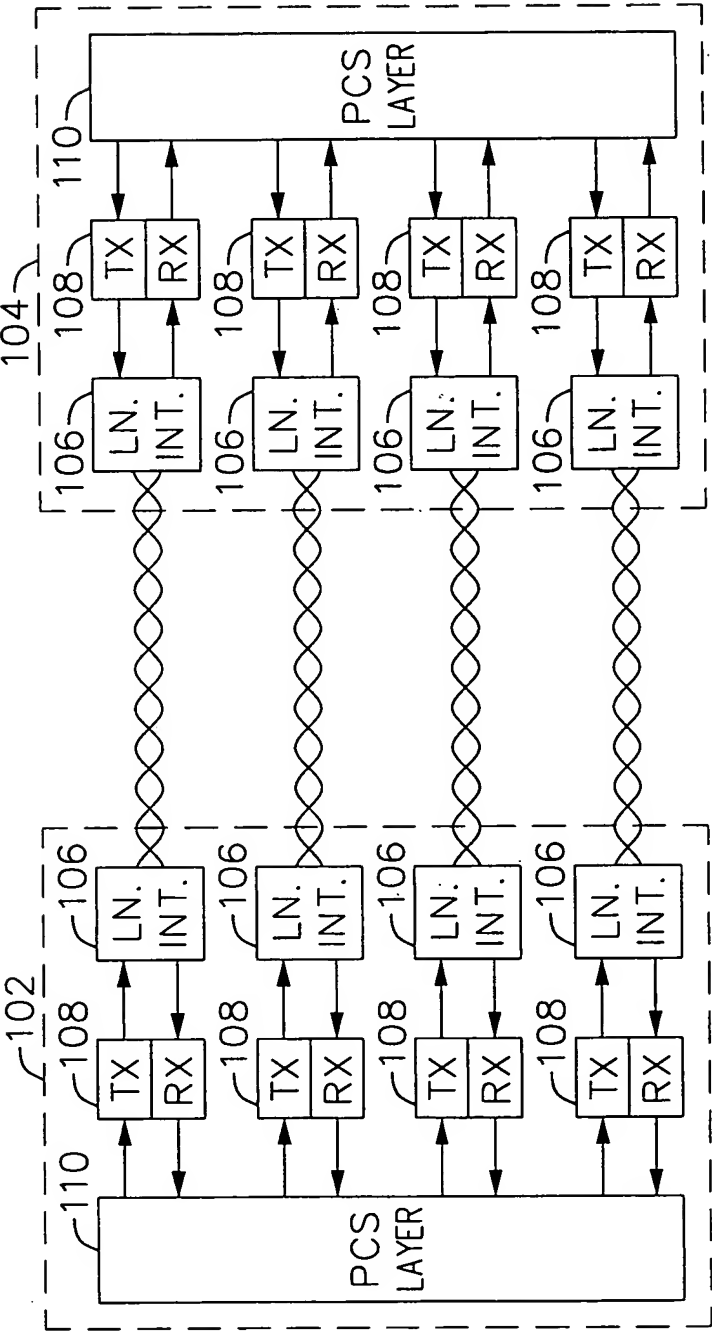 102
110
PCS
LAYER
108
TX
RX
106
LN.
INT.
108
TX
RX
106
LN.
INT.
108
TX
RX
106
LN.
INT.
108
TX
RX
106
LN.
INT.
104
106
LN.
INT.
108
TX
RX
106
LN.
INT.
108
TX
RX
106
LN.
INT.
108
TX
RX
106
LN.
INT.
108
TX
RX
110
PCS
LAYER